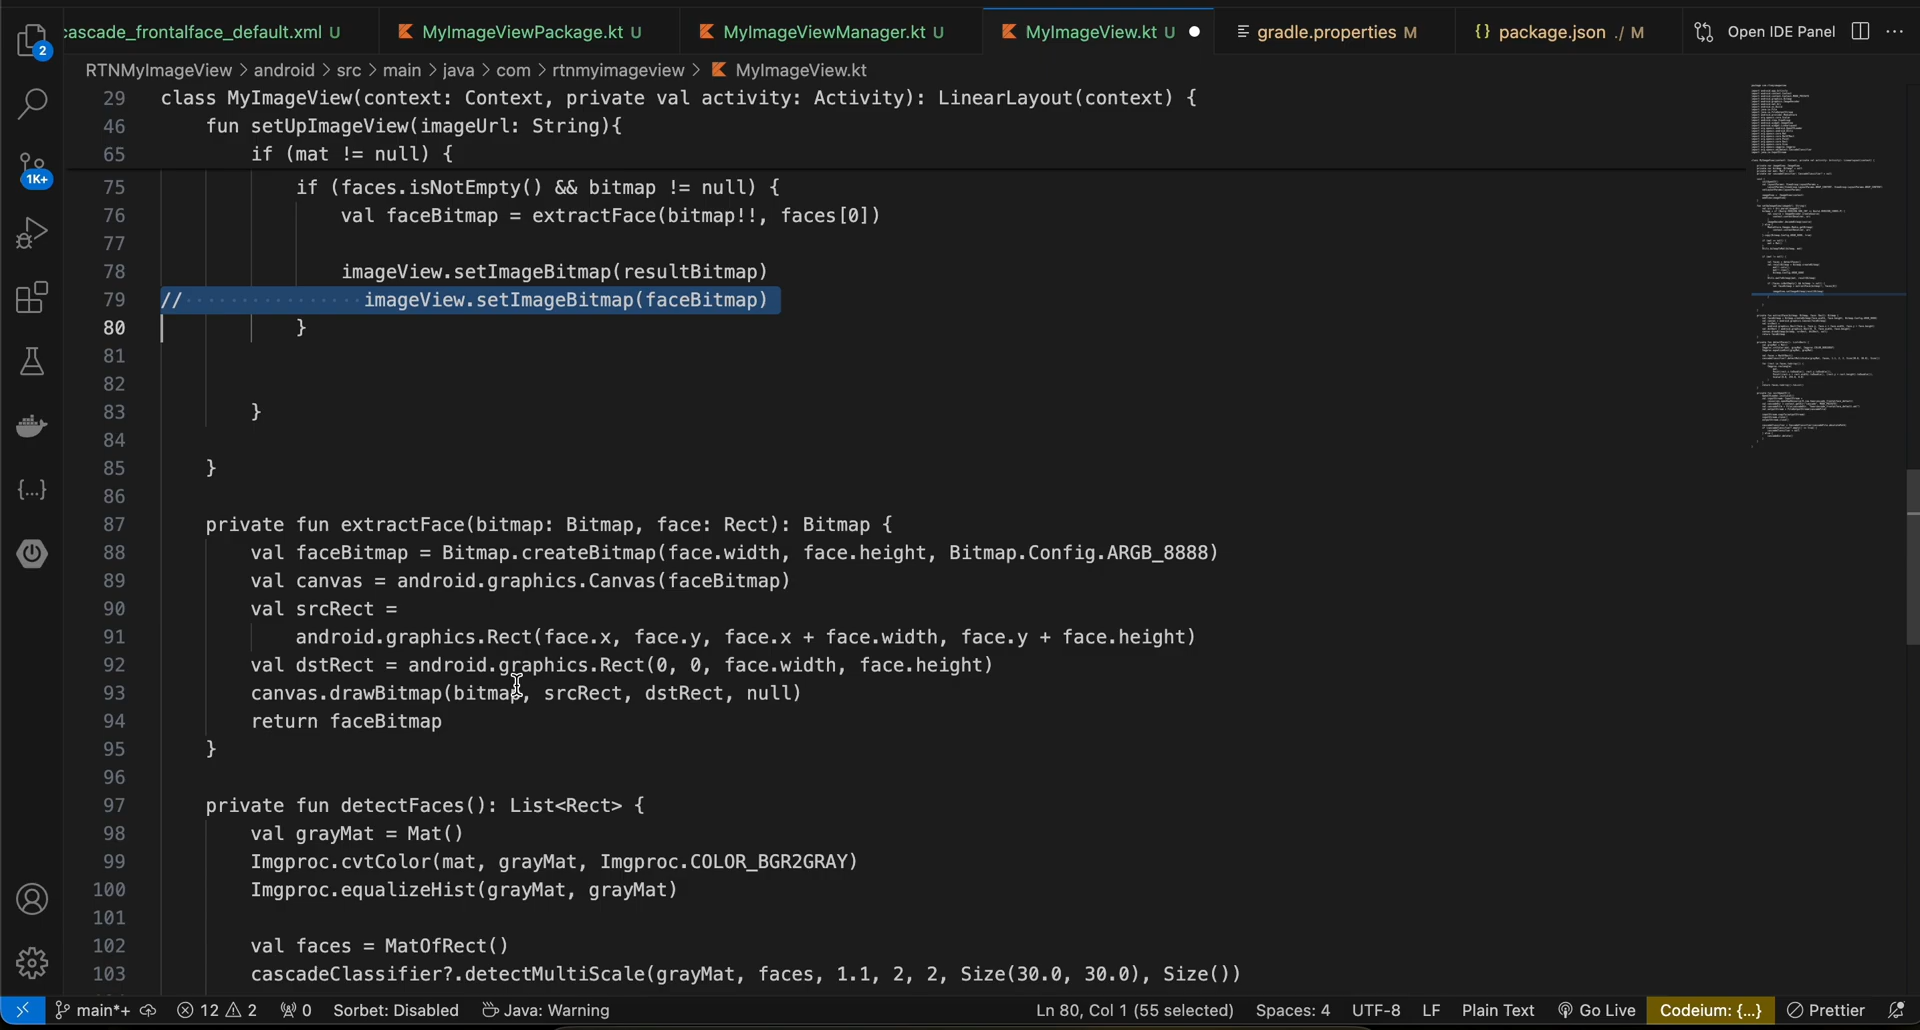 cascade_frontalface_default.xml U
MyImageViewPackage.kt U
MyImageViewManager.kt U
MyImageView.kt U
gradle.properties M
{} package.json ./ M
Open IDE Panel
2
1K+
RTNMyImageView > android > src > main > java > com > rtnmyimageview > MyImageView.kt
29 class MyImageView(context: Context, private val activity: Activity): LinearLayout(context) {
46 fun setUpImageView(imageUrl: String){
65 if (mat != null) {
75 if (faces.isNotEmpty() && bitmap != null) {
76 val faceBitmap = extractFace(bitmap!!, faces[0])
77
78 imageView.setImageBitmap(resultBitmap)
79 // imageView.setImageBitmap(faceBitmap)
80 }
81
82
83 }
84
85 }
86
87 private fun extractFace(bitmap: Bitmap, face: Rect): Bitmap {
88 val faceBitmap = Bitmap.createBitmap(face.width, face.height, Bitmap.Config.ARGB_8888)
89 val canvas = android.graphics.Canvas(faceBitmap)
90 val srcRect =
91 android.graphics.Rect(face.x, face.y, face.x + face.width, face.y + face.height)
92 val dstRect = android.graphics.Rect(0, 0, face.width, face.height)
93 canvas.drawBitmap(bitmap, srcRect, dstRect, null)
94 return faceBitmap
95 }
96
97 private fun detectFaces(): List<Rect> {
98 val grayMat = Mat()
99 Imgproc.cvtColor(mat, grayMat, Imgproc.COLOR_BGR2GRAY)
100 Imgproc.equalizeHist(grayMat, grayMat)
101
102 val faces = MatOfRect()
103 cascadeClassifier?.detectMultiScale(grayMat, faces, 1.1, 2, 2, Size(30.0, 30.0), Size())
main*+ 12 2 0 Sorbet: Disabled Java: Warning Ln 80, Col 1 (55 selected) Spaces: 4 UTF-8 LF Plain Text Go Live Codeium: {...} Prettier